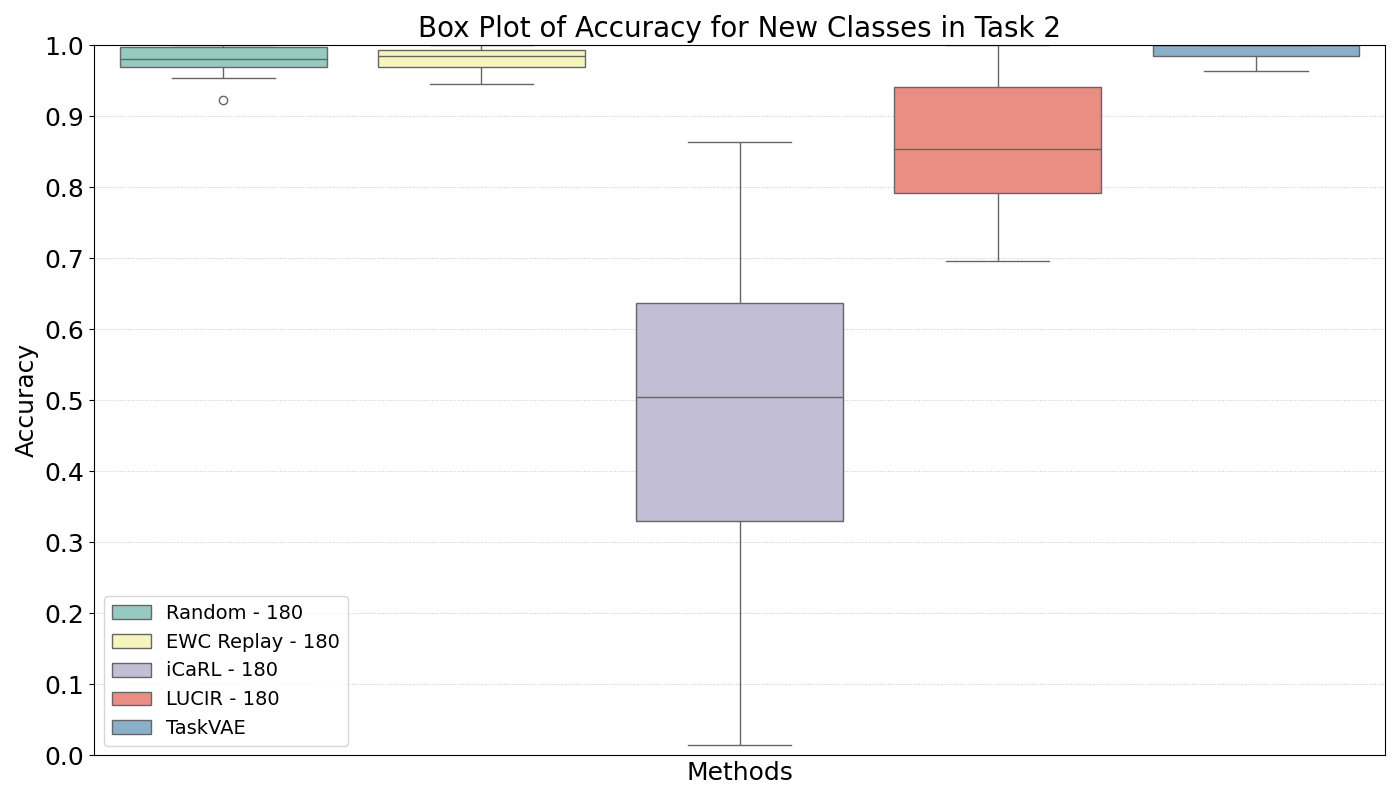 Box Plot of Accuracy for New Classes in Task 2
1.0
0.9
0.8
0.7
0.6
0.5
0.4
0.3
0.2
0.1
0.0
Accuracy
Random - 180
EWC Replay - 180
iCaRL - 180
LUCIR - 180
TaskVAE
Methods